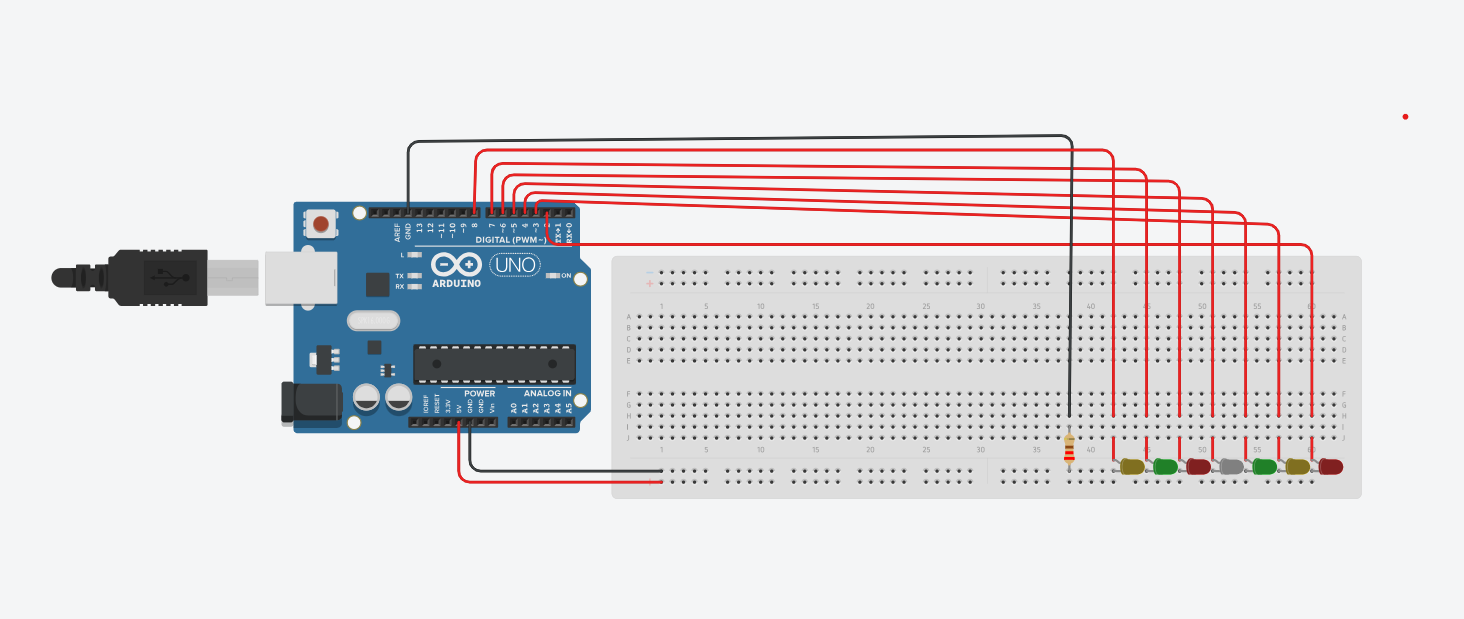 AREF
GND
13
12
~11
~10
~9
8
7
~6
~5
4
~3
TX→1
RX←0
DIGITAL (PWM~)
L
TX
RX
ARDUINO
UNO
ON
POWER
ANALOG IN
IOREF
RESET
3.3V
5V
GND
GND
Vin
A0
A1
A2
A3
A4
A5
1 5 10 15 20 25 30 35 40 45 50 55 60
A A
B B
C C
D D
E E
F F
G G
H H
I I
J J
1 5 10 15 20 25 30 35 40 45 50 55 60